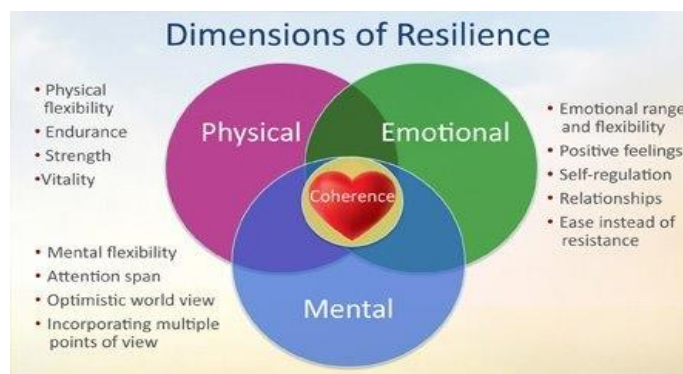 Dimensions of Resilience
• Physical
flexibility
• Endurance
• Strength
•Vitality
Physical
Emotional
• Emotional range
and flexibility
• Positive feelings
• Self-regulation
• Relationships
• Ease instead of
resistance
Coherence
• Mental flexibility
• Attention span
• Optimistic world view
• Incorporating multiple
points of view
Mental